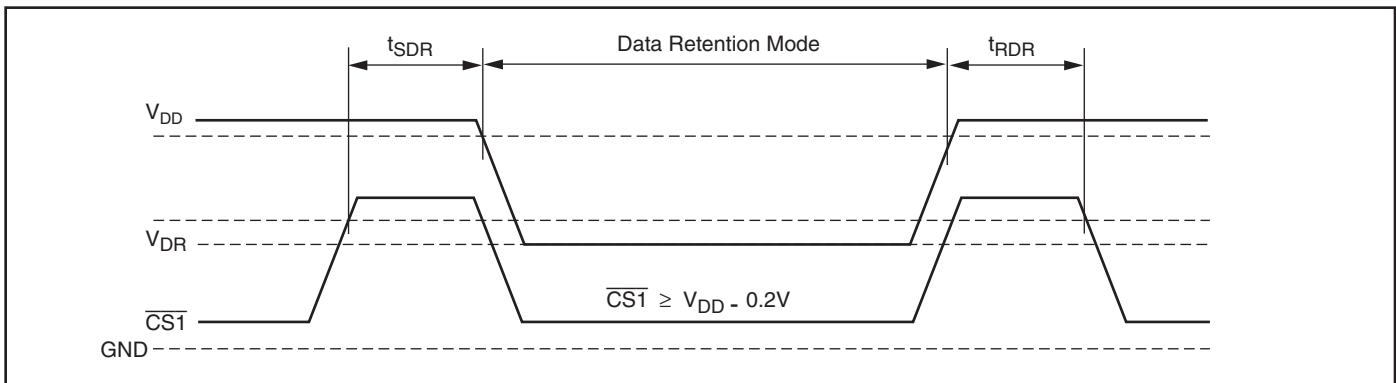 tSDR Data Retention Mode tRDR
VDD
VDR
CS1 ≥ VDD - 0.2V
CS1
GND